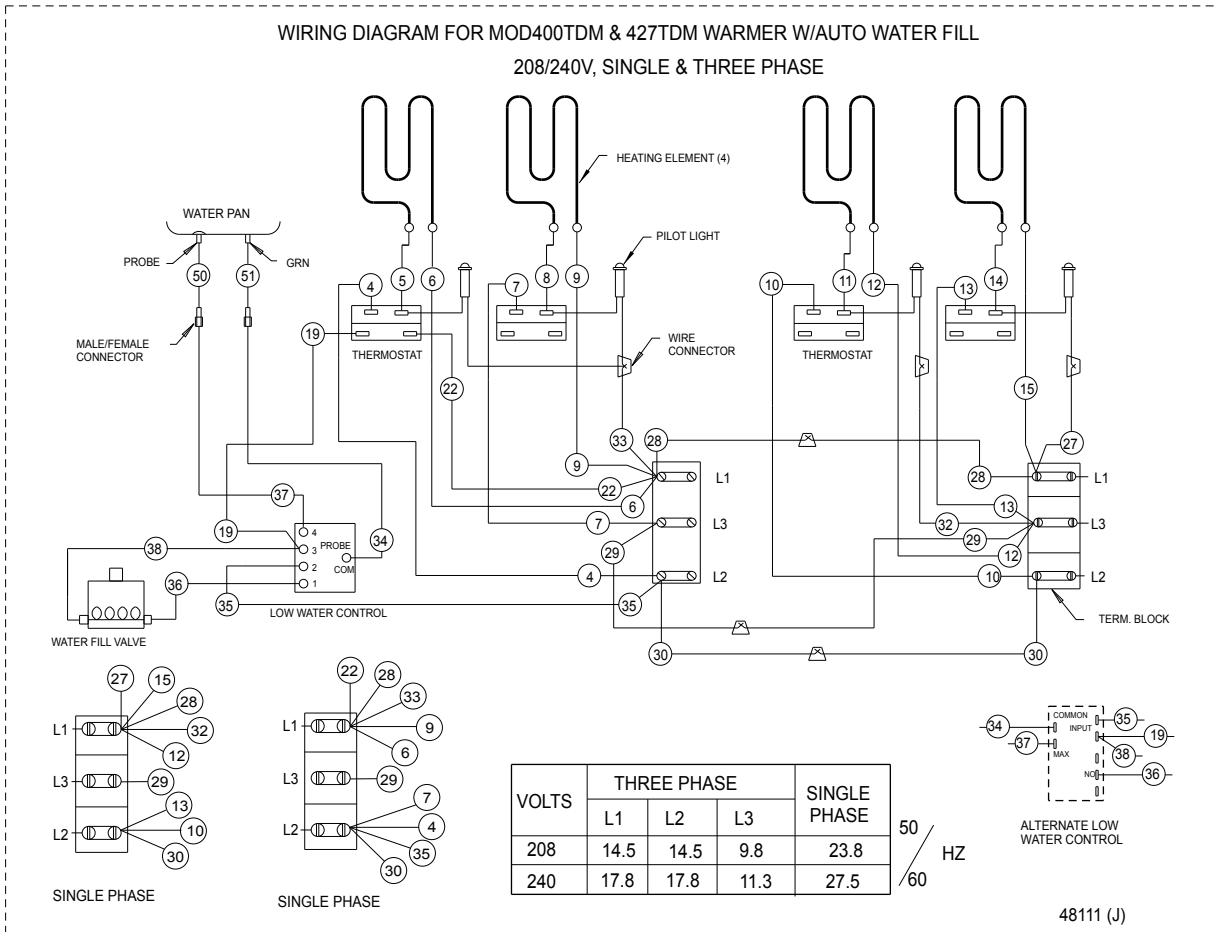 WIRING DIAGRAM FOR MOD400TDM & 427TDM WARMER W/AUTO WATER FILL
208/240V, SINGLE & THREE PHASE
HEATING ELEMENT (4)
WATER PAN
PROBE
GRN
PILOT LIGHT
50
51
4
5
6
7
8
9
10
11
12
13
14
MALE/FEMALE
CONNECTOR
19
THERMOSTAT
WIRE
CONNECTOR
THERMOSTAT
22
15
33
28
27
9
22
6
L1
28
L1
37
7
L3
13
32
29
L3
19
34
38
4
3
2
1
PROBE
COM
29
12
36
35
4
L2
10
L2
35
LOW WATER CONTROL
WATER FILL VALVE
TERM. BLOCK
30
30
27
15
28
L1
32
12
L3
29
13
L2
10
30
SINGLE PHASE
22
28
33
L1
9
6
L3
29
7
L2
4
35
30
SINGLE PHASE
VOLTS THREE PHASE SINGLE PHASE
L1 L2 L3
208 14.5 14.5 9.8 23.8
240 17.8 17.8 11.3 27.5
50/60 HZ
COMMON
INPUT
MAX
NO
34
37
35
19
38
36
ALTERNATE LOW
WATER CONTROL
48111 (J)